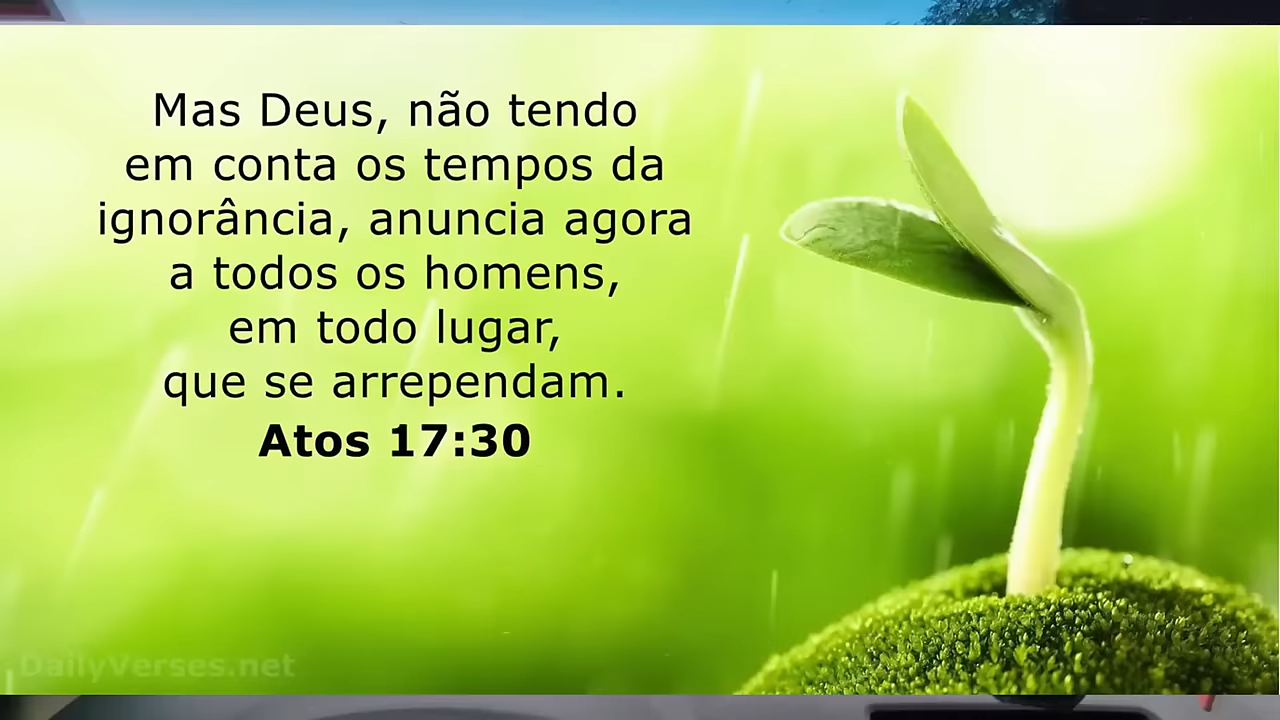 Mas Deus, não tendo
em conta os tempos da
ignorância, anuncia agora
a todos os homens,
em todo lugar,
que se arrependam.
Atos 17:30
DailyVerses.net